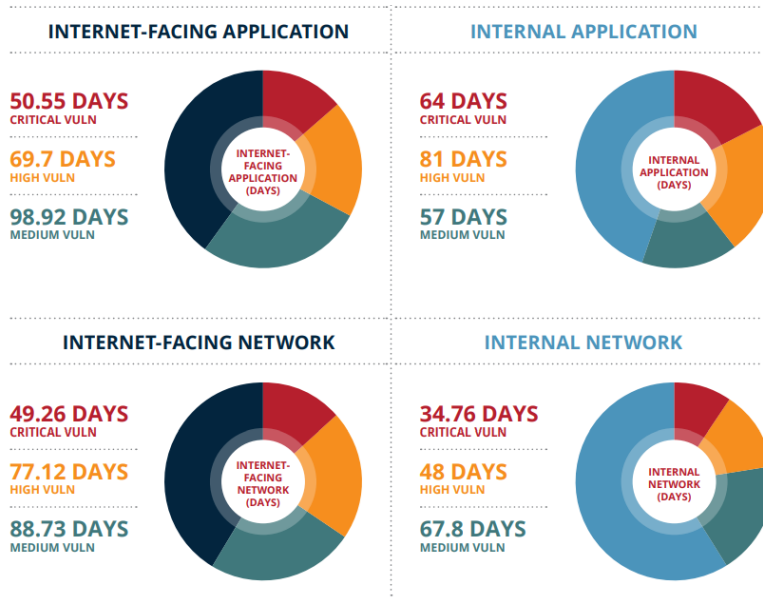 INTERNET-FACING APPLICATION
50.55 DAYS
CRITICAL VULN
69.7 DAYS
HIGH VULN
98.92 DAYS
MEDIUM VULN
INTERNET-
FACING
APPLICATION
(DAYS)
INTERNAL APPLICATION
64 DAYS
CRITICAL VULN
81 DAYS
HIGH VULN
57 DAYS
MEDIUM VULN
INTERNAL
APPLICATION
(DAYS)
INTERNET-FACING NETWORK
49.26 DAYS
CRITICAL VULN
77.12 DAYS
HIGH VULN
88.73 DAYS
MEDIUM VULN
INTERNET-
FACING
NETWORK
(DAYS)
INTERNAL NETWORK
34.76 DAYS
CRITICAL VULN
48 DAYS
HIGH VULN
67.8 DAYS
MEDIUM VULN
INTERNAL
NETWORK
(DAYS)